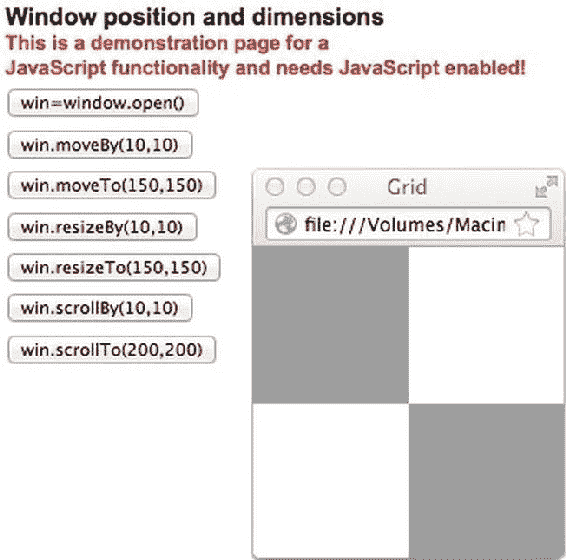 Window position and dimensions
This is a demonstration page for a
JavaScript functionality and needs JavaScript enabled!
win=window.open()
win.moveBy(10,10)
win.moveTo(150,150)
win.resizeBy(10,10)
win.resizeTo(150,150)
win.scrollBy(10,10)
win.scrollTo(200,200)
Grid
file:///Volumes/Macin